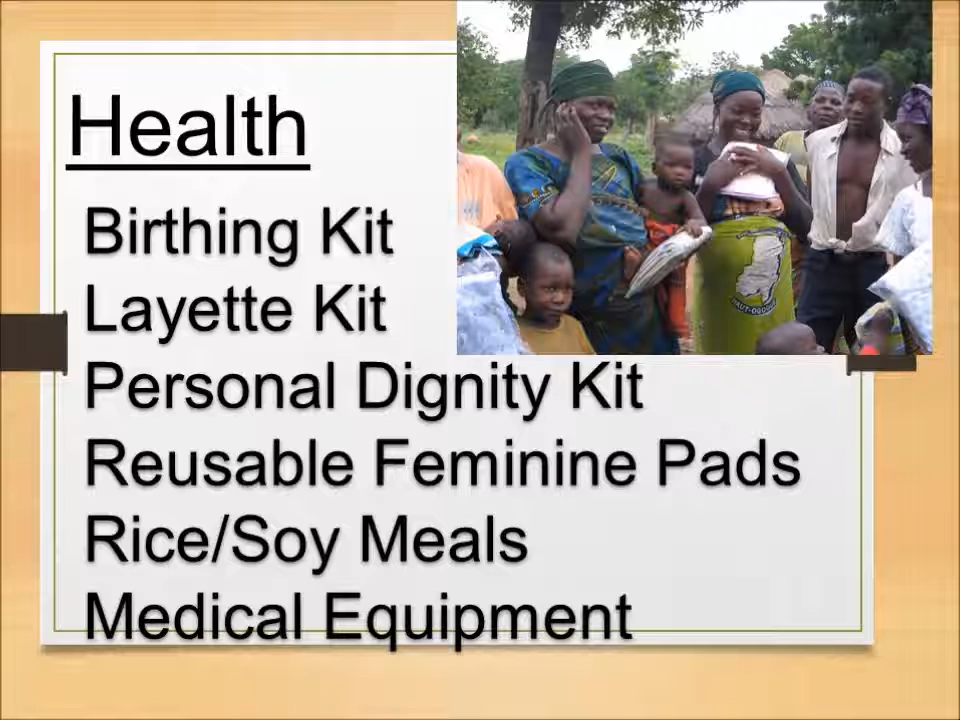 Health
Birthing Kit
Layette Kit
Personal Dignity Kit
Reusable Feminine Pads
Rice/Soy Meals
Medical Equipment